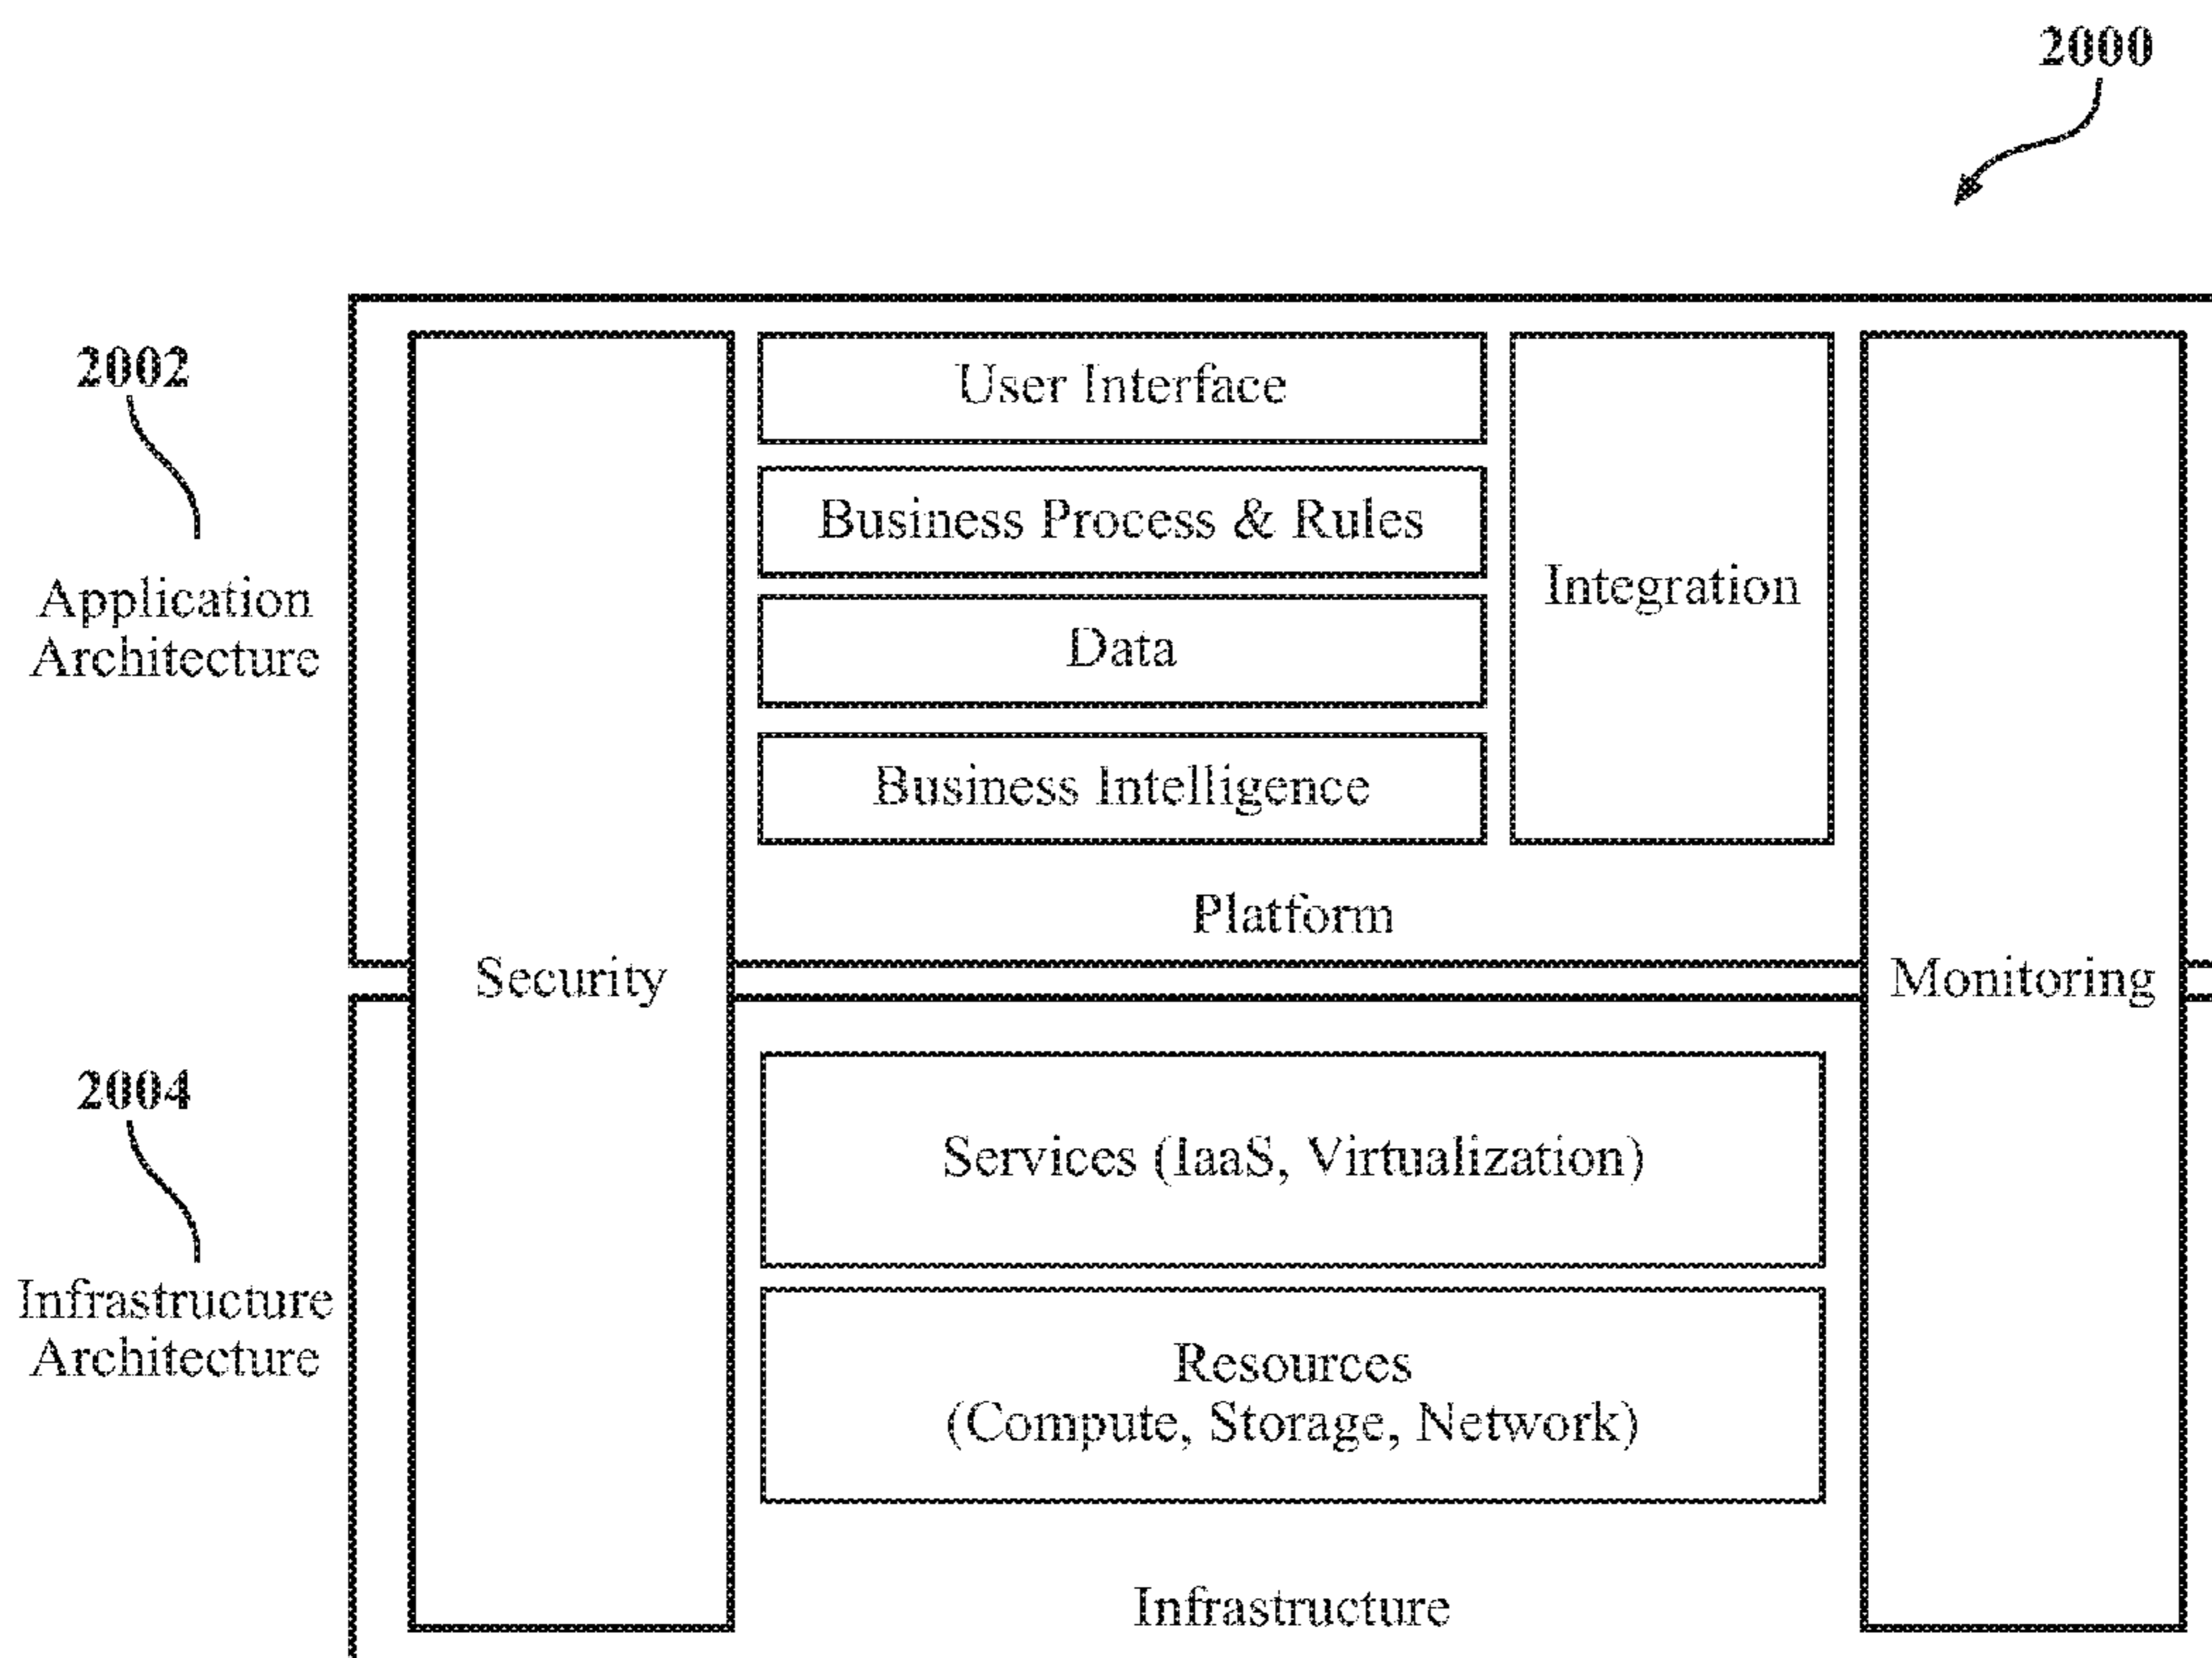 2000
2002
Application
Architecture
User Interface
Business Process & Rules
Data
Business Intelligence
Integration
Platform
Security
Monitoring
2004
Infrastructure
Architecture
Services (IaaS, Virtualization)
Resources
(Compute, Storage, Network)
Infrastructure